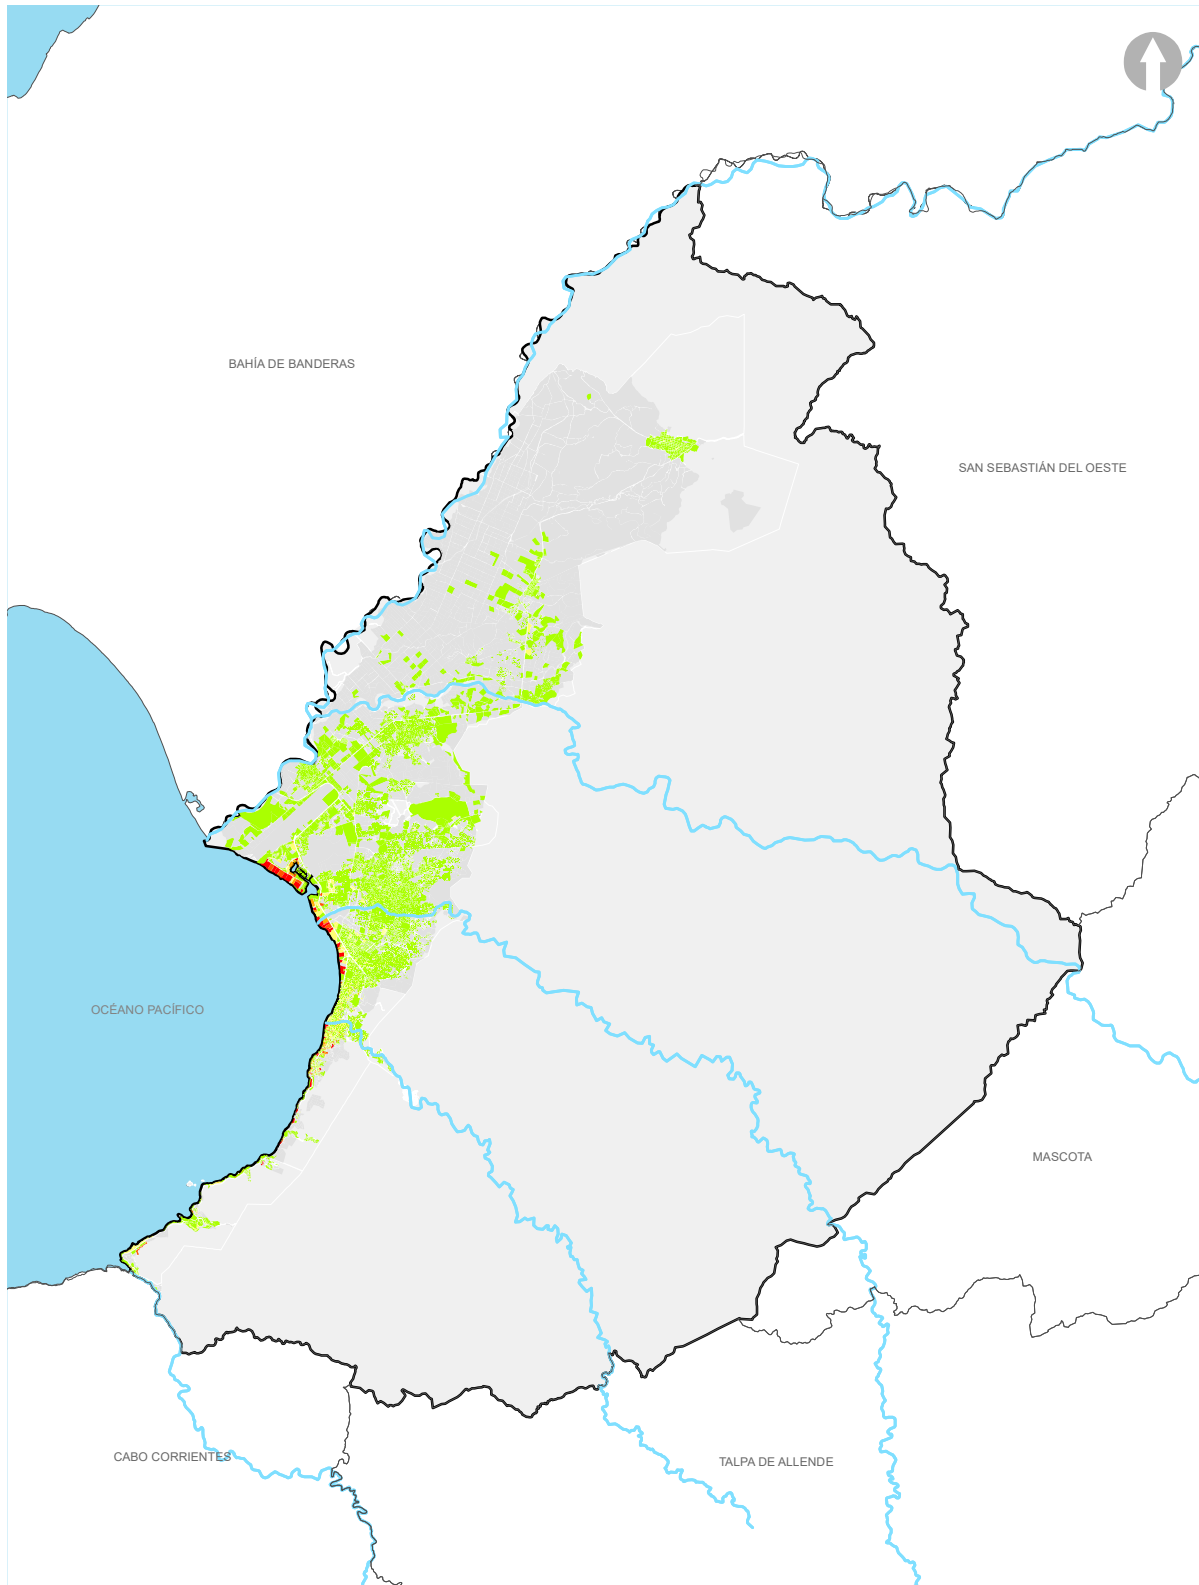 BAHÍA DE BANDERAS
SAN SEBASTIÁN DEL OESTE
OCÉANO PACÍFICO
MASCOTA
CABO CORRIENTES
TALPA DE ALLENDE